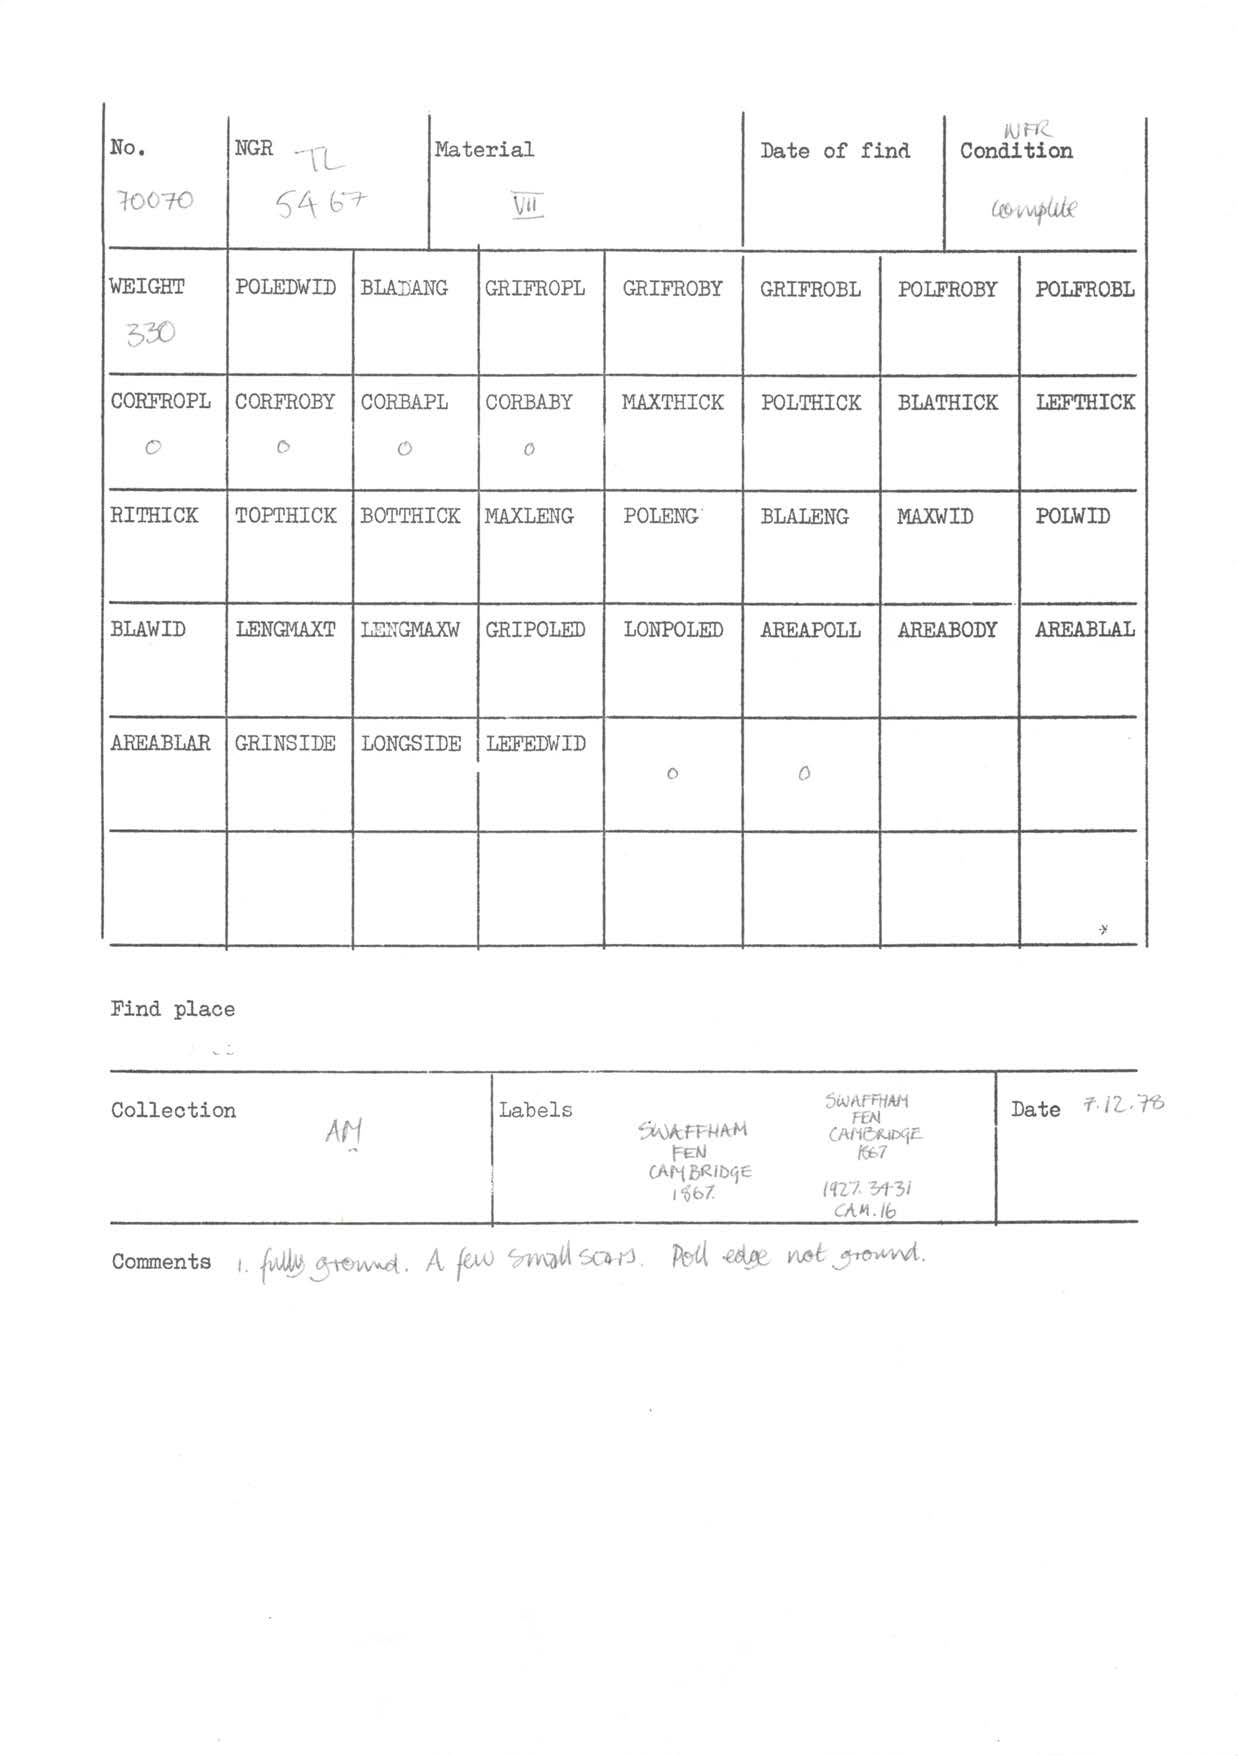 No. NGR TL Material Date of find WFR Condition
70070 5467 VII complete
WEIGHT POLEDWID BLADANG GRIFROPL GRIFROBY GRIFROBL POLFROBY POLFROBL
330
CORFROPL CORFROBY CORBAPL CORBABY MAXTHICK POLTHICK BLATHICK LEFTHICK
0 0 0 0
RITHICK TOPTHICK BOTTHICK MAXLENG POLENG BLALENG MAXWID POLWID
BLAWID LENGMAXT LENGMAXW GRIPOLED LONPOLED AREAPOLL AREABODY AREABLAL
AREABLAR GRINSIDE LONGSIDE LEFEDWID
0 0
Find place
Collection AM
Labels
SWAFFHAM
FEN
CAMBRIDGE
1867.
SWAFFHAM
FEN
CAMBRIDGE
1867
1927. 3431
CAM. 16
Date 7.12.78
Comments 1. fully ground. A few small scars. Poll edge not ground.